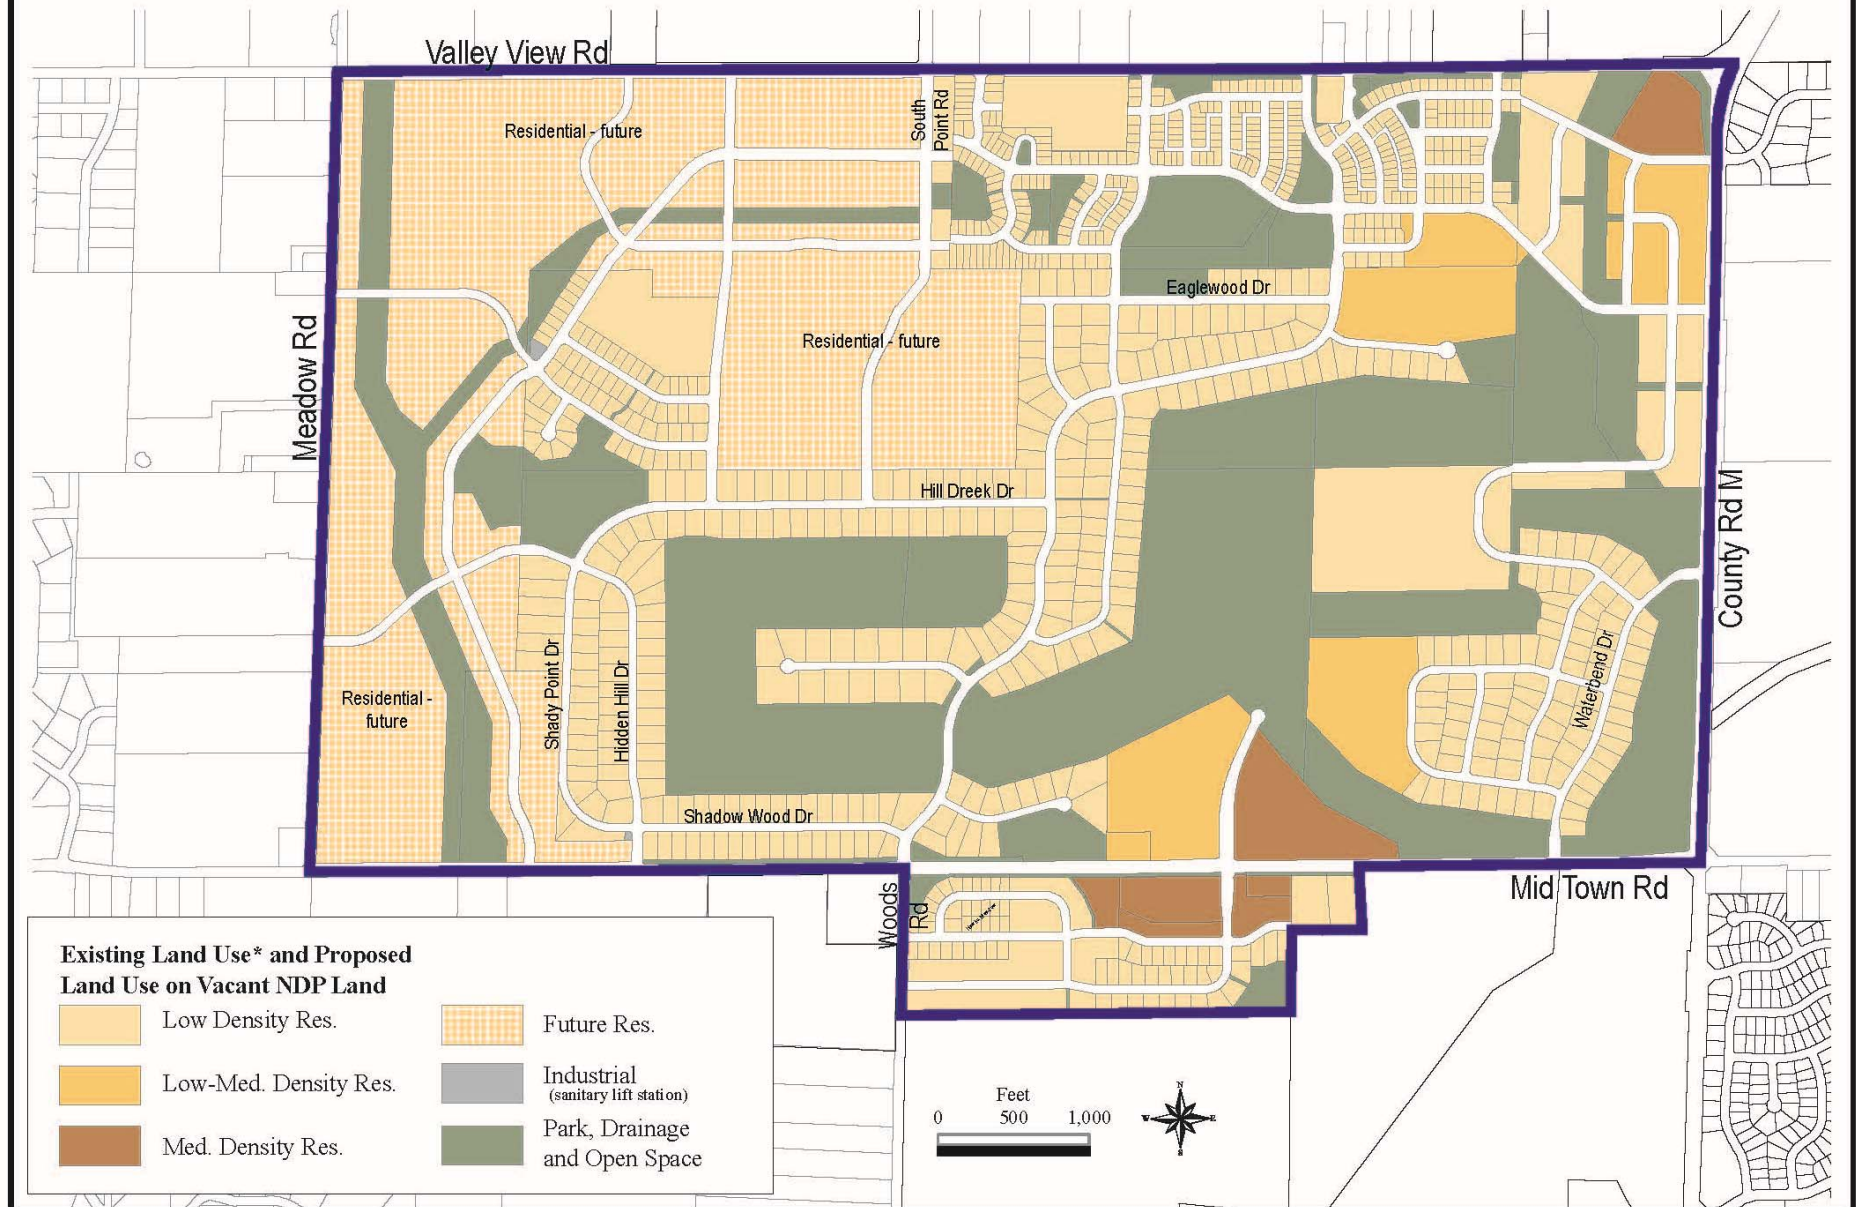 Valley View Rd
Residential - future
South
Point Rd
Eaglewood Dr
Residential - future
Meadow Rd
Hill Dreek Dr
County Rd M
Shady Point Dr
Hidden Hill Dr
Waterbend Dr
Residential -
future
Shadow Wood Dr
Mid Town Rd
Woods
Rd
Existing Land Use* and Proposed
Land Use on Vacant NDP Land
Low Density Res.
Low-Med. Density Res.
Med. Density Res.
Future Res.
Industrial
(sanitary lift station)
Park, Drainage
and Open Space
Feet
0 500 1,000
N
W E
S